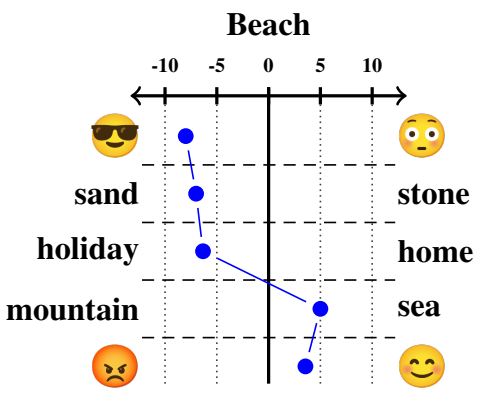 Beach
-10 -5 0 5 10
sand stone
holiday home
mountain sea